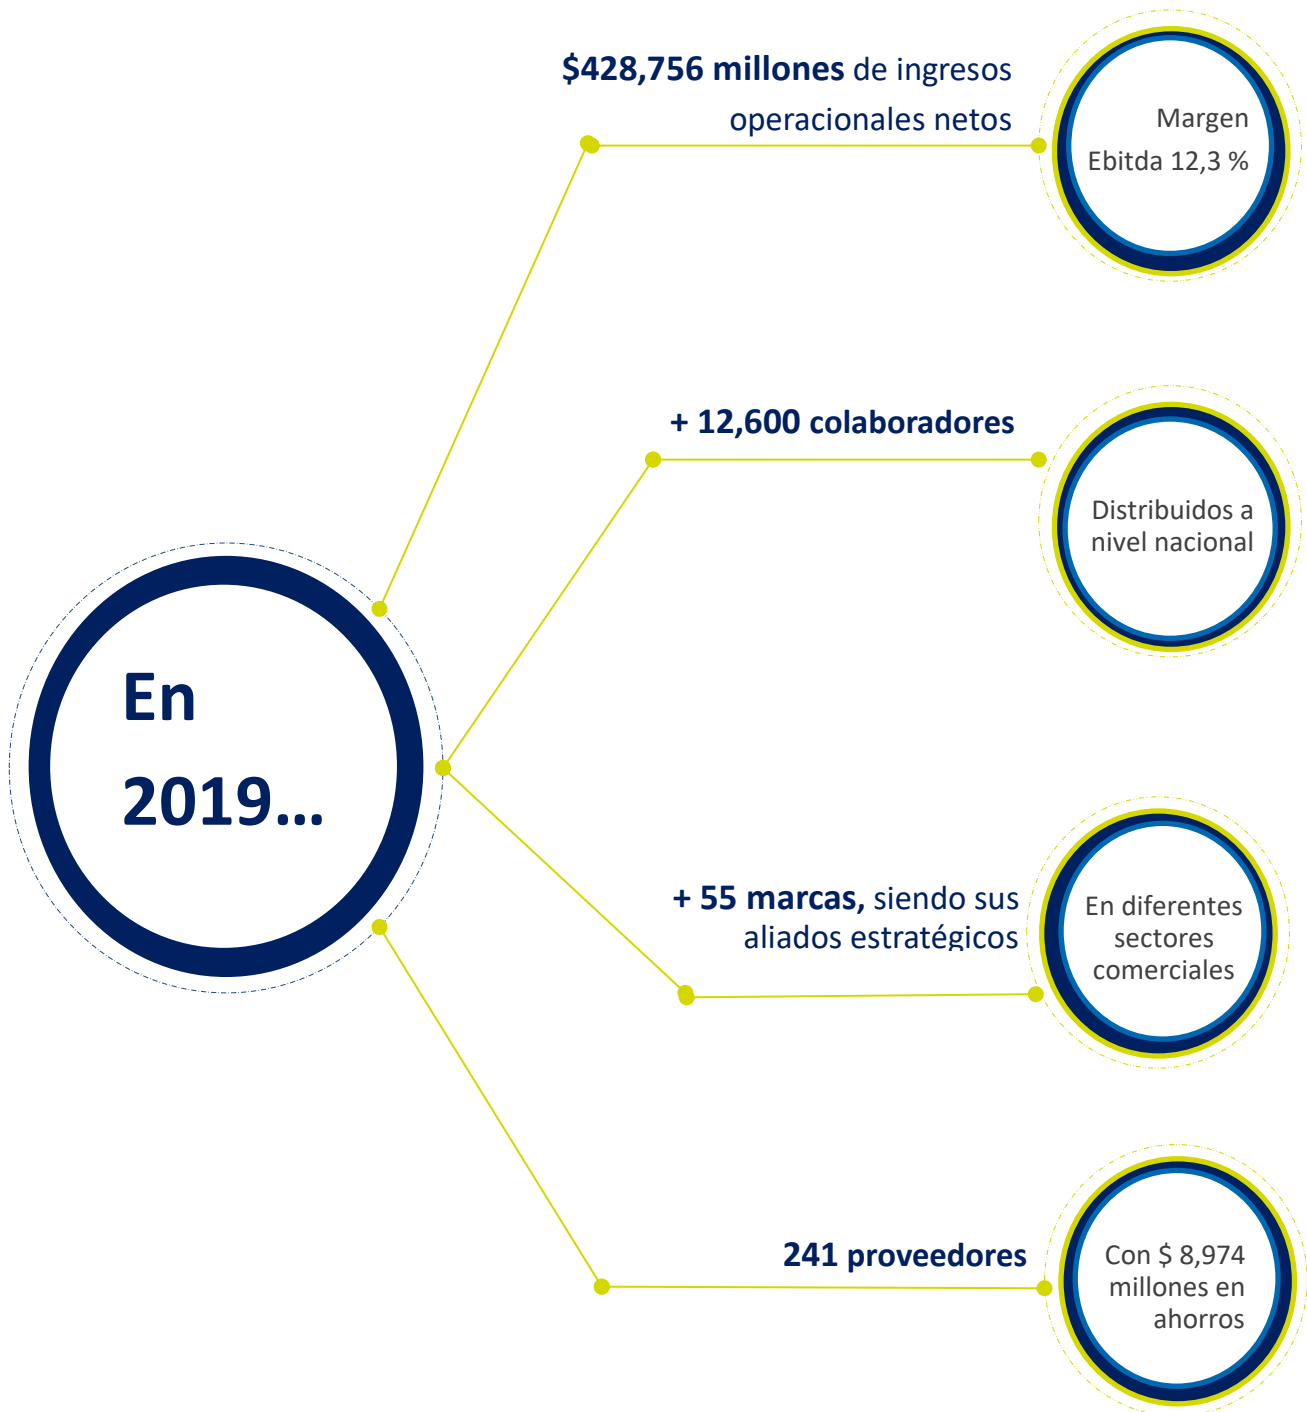 $428,756 millones de ingresos
operacionales netos
Margen
Ebitda 12,3 %
+ 12,600 colaboradores
Distribuidos a
nivel nacional
En
2019...
+ 55 marcas, siendo sus
aliados estratégicos
En diferentes
sectores
comerciales
241 proveedores
Con $ 8,974
millones en
ahorros